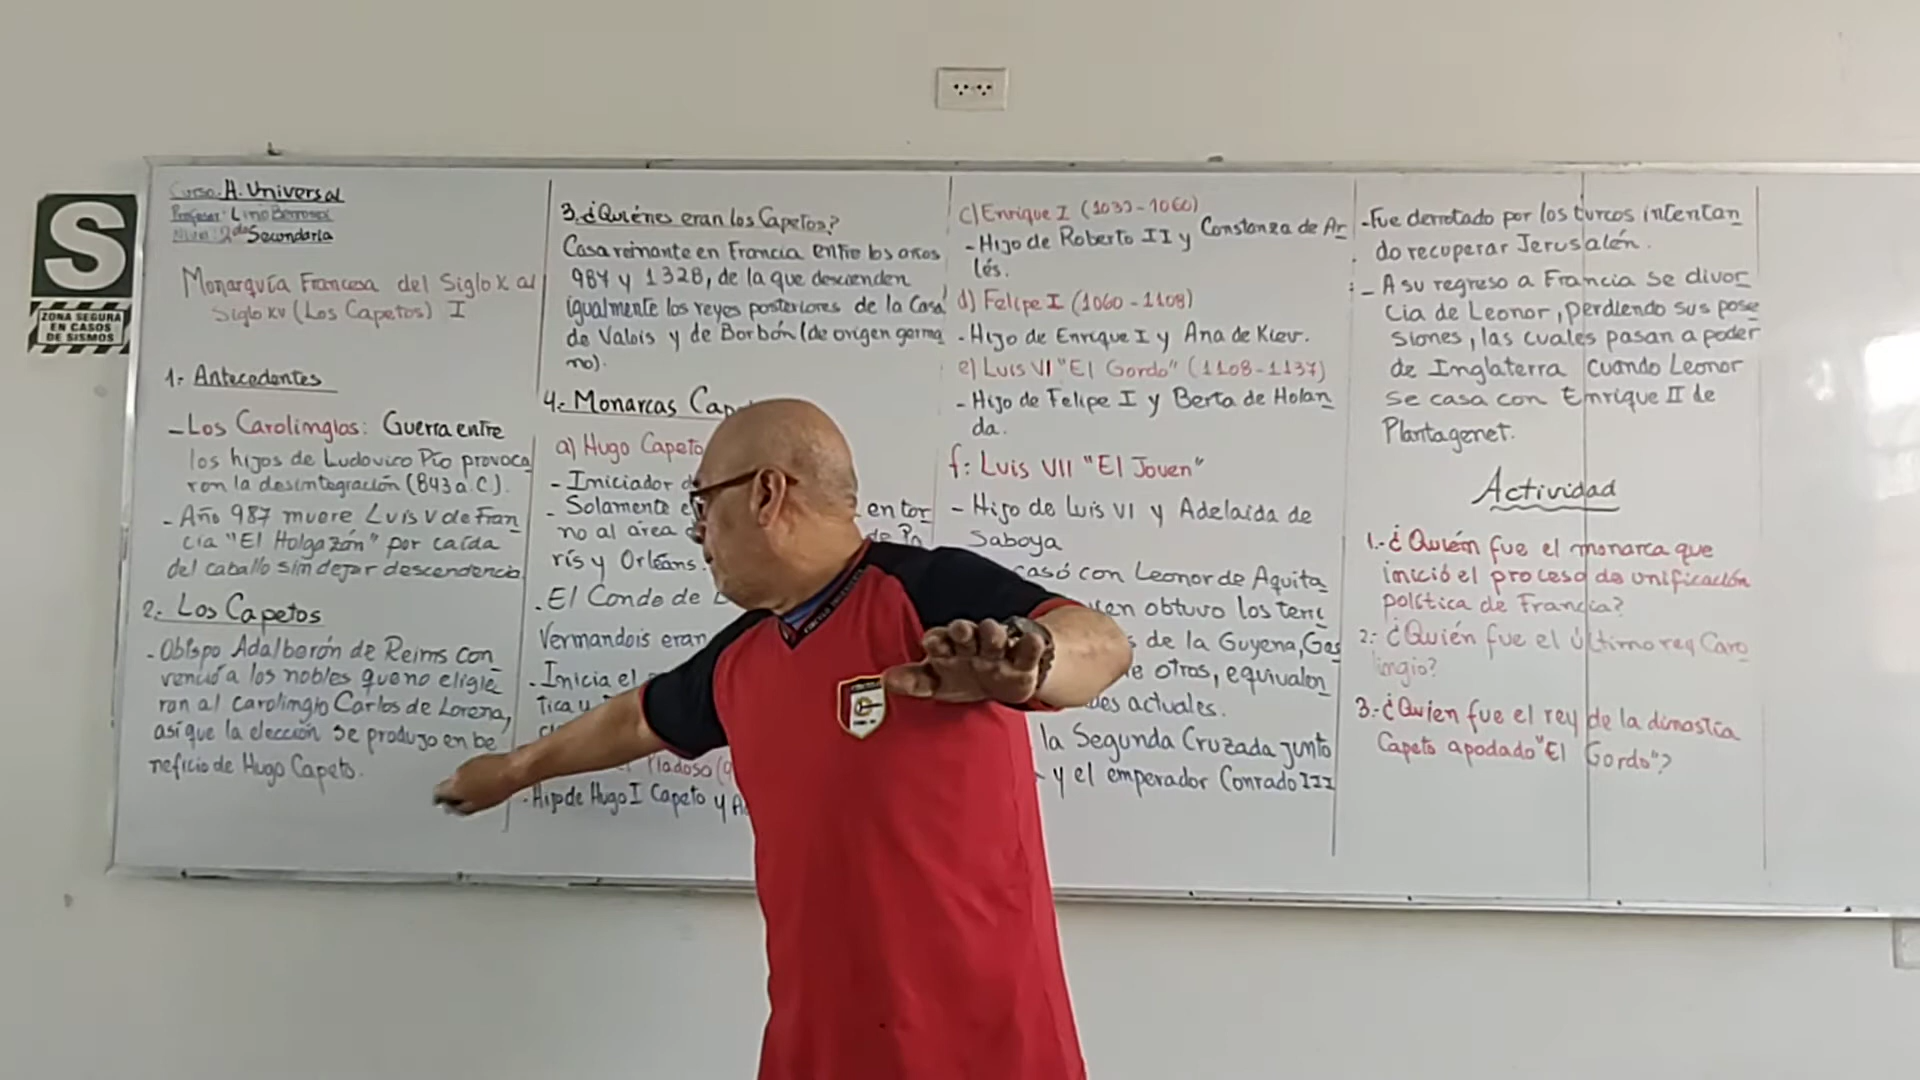 S
ZONA SEGURA
EN CASOS
DE SISMOS
Curso: H. Universal
Profesor: Lino
Nivel: 2do Secundaria
Monarquía Francesa del Siglo X al
Siglo XV (Los Capetos) I
1.- Antecedentes
- Los Carolingios: Guerra entre
los hijos de Ludovico Pío provoca
ron la desintegración (843 a.C).
- Año 987 muere Luis V de Fran
cia "El Holgazán" por caída
del caballo sin dejar descendencia
2.- Los Capetos
- Obispo Adalberón de Reims con
venció a los nobles que no eligie
ran al carolingio Carlos de Lorena,
así que la elección se produjo en be
neficio de Hugo Capeto.
3. ¿Quiénes eran los Capetos?
Casa reinante en Francia entre los años
987 y 1328, de la que descienden
igualmente los reyes posteriores de la Casa
de Valois y de Borbón (de origen germa
no).
4.- Monarcas Cap
a) Hugo Capeto
- Iniciador d
- Solamente e en tor
no al área de Pa
rís y Orléans.
- El Conde de
Vermandois eran
- Inicia el
tica y
Piadoso (9
- Hijo de Hugo I Capeto y A
c) Enrique I (1032-1060)
- Hijo de Roberto II y Constanza de Ar
lés.
d) Felipe I (1060-1108)
- Hijo de Enrique I y Ana de Kiev.
e) Luis VI "El Gordo" (1108-1137)
- Hijo de Felipe I y Berta de Holan
da.
f: Luis VII "El Joven"
- Hijo de Luis VI y Adelaida de
Saboya
casó con Leonor de Aquita
ien obtuvo los terri
de la Guyena, Gas
e otros, equivalen
es actuales.
la Segunda Cruzada junto
y el emperador Conrado III
- Fue derrotado por los turcos intentan
do recuperar Jerusalén.
- A su regreso a Francia se divor
cia de Leonor, perdiendo sus pose
siones, las cuales pasan a poder
de Inglaterra cuando Leonor
se casa con Enrique II de
Plantagenet.
Actividad
1.- ¿Quién fue el monarca que
inició el proceso de unificación
política de Francia?
2.- ¿Quién fue el último rey Caro
lingio?
3.- ¿Quien fue el rey de la dinastía
Capeto apodado "El Gordo"?